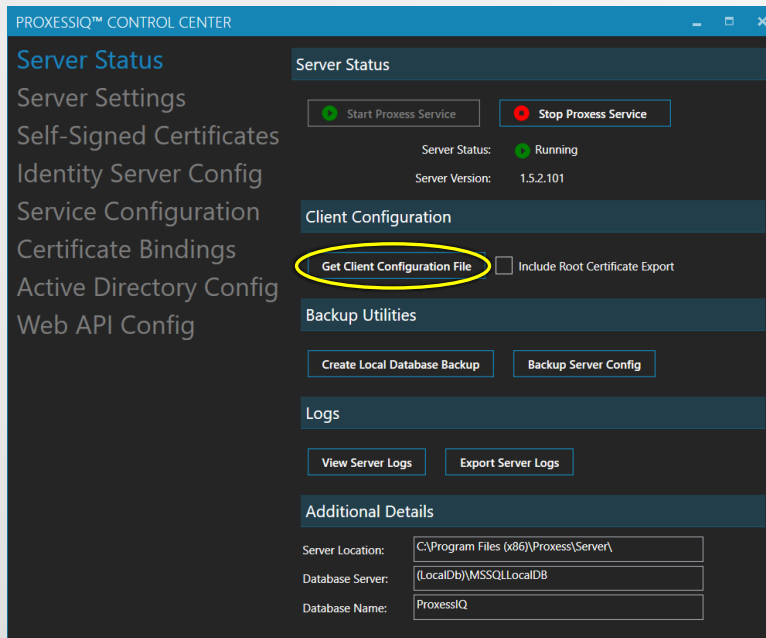 PROXESSIQ™ CONTROL CENTER
Server Status
Server Settings
Self-Signed Certificates
Identity Server Config
Service Configuration
Certificate Bindings
Active Directory Config
Web API Config
Server Status
Start Proxess Service Stop Proxess Service
Server Status: Running
Server Version: 1.5.2.101
Client Configuration
Get Client Configuration File Include Root Certificate Export
Backup Utilities
Create Local Database Backup Backup Server Config
Logs
View Server Logs Export Server Logs
Additional Details
Server Location: C:\Program Files (x86)\Proxess\Server\
Database Server: (LocalDb)\MSSQLLocalDB
Database Name: ProxessIQ